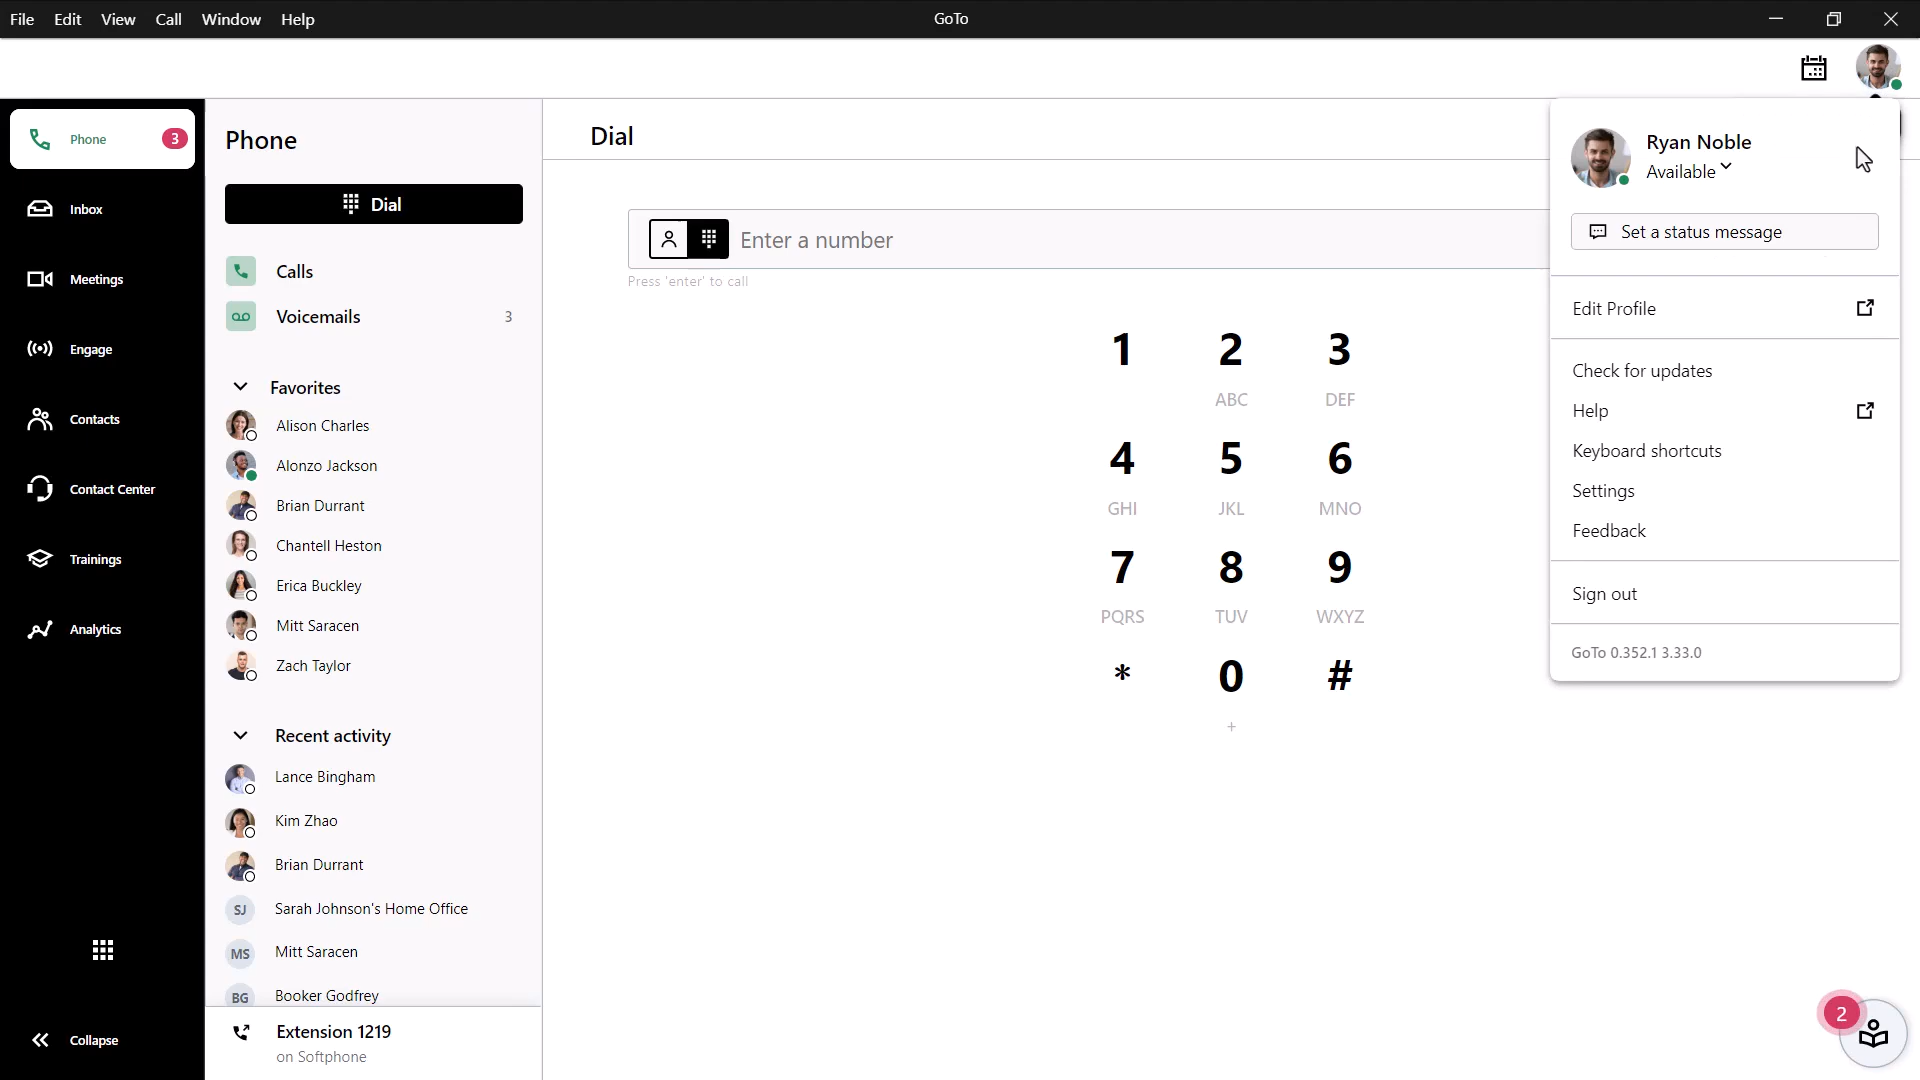 File Edit View Call Window Help
GoTo
Phone 3
Inbox
Meetings
Engage
Contacts
Contact Center
Trainings
Analytics
Collapse
Phone
Dial
Calls
Voicemails 3
Favorites
Alison Charles
Alonzo Jackson
Brian Durrant
Chantell Heston
Erica Buckley
Mitt Saracen
Zach Taylor
Recent activity
Lance Bingham
Kim Zhao
Brian Durrant
SJ Sarah Johnson's Home Office
MS Mitt Saracen
BG Booker Godfrey
Extension 1219
on Softphone
Dial
Enter a number
Press 'enter' to call
1 2 3
ABC DEF
4 5 6
GHI JKL MNO
7 8 9
PQRS TUV WXYZ
* 0 #
+
Ryan Noble
Available
Set a status message
Edit Profile
Check for updates
Help
Keyboard shortcuts
Settings
Feedback
Sign out
GoTo 0.352.1 3.33.0
2